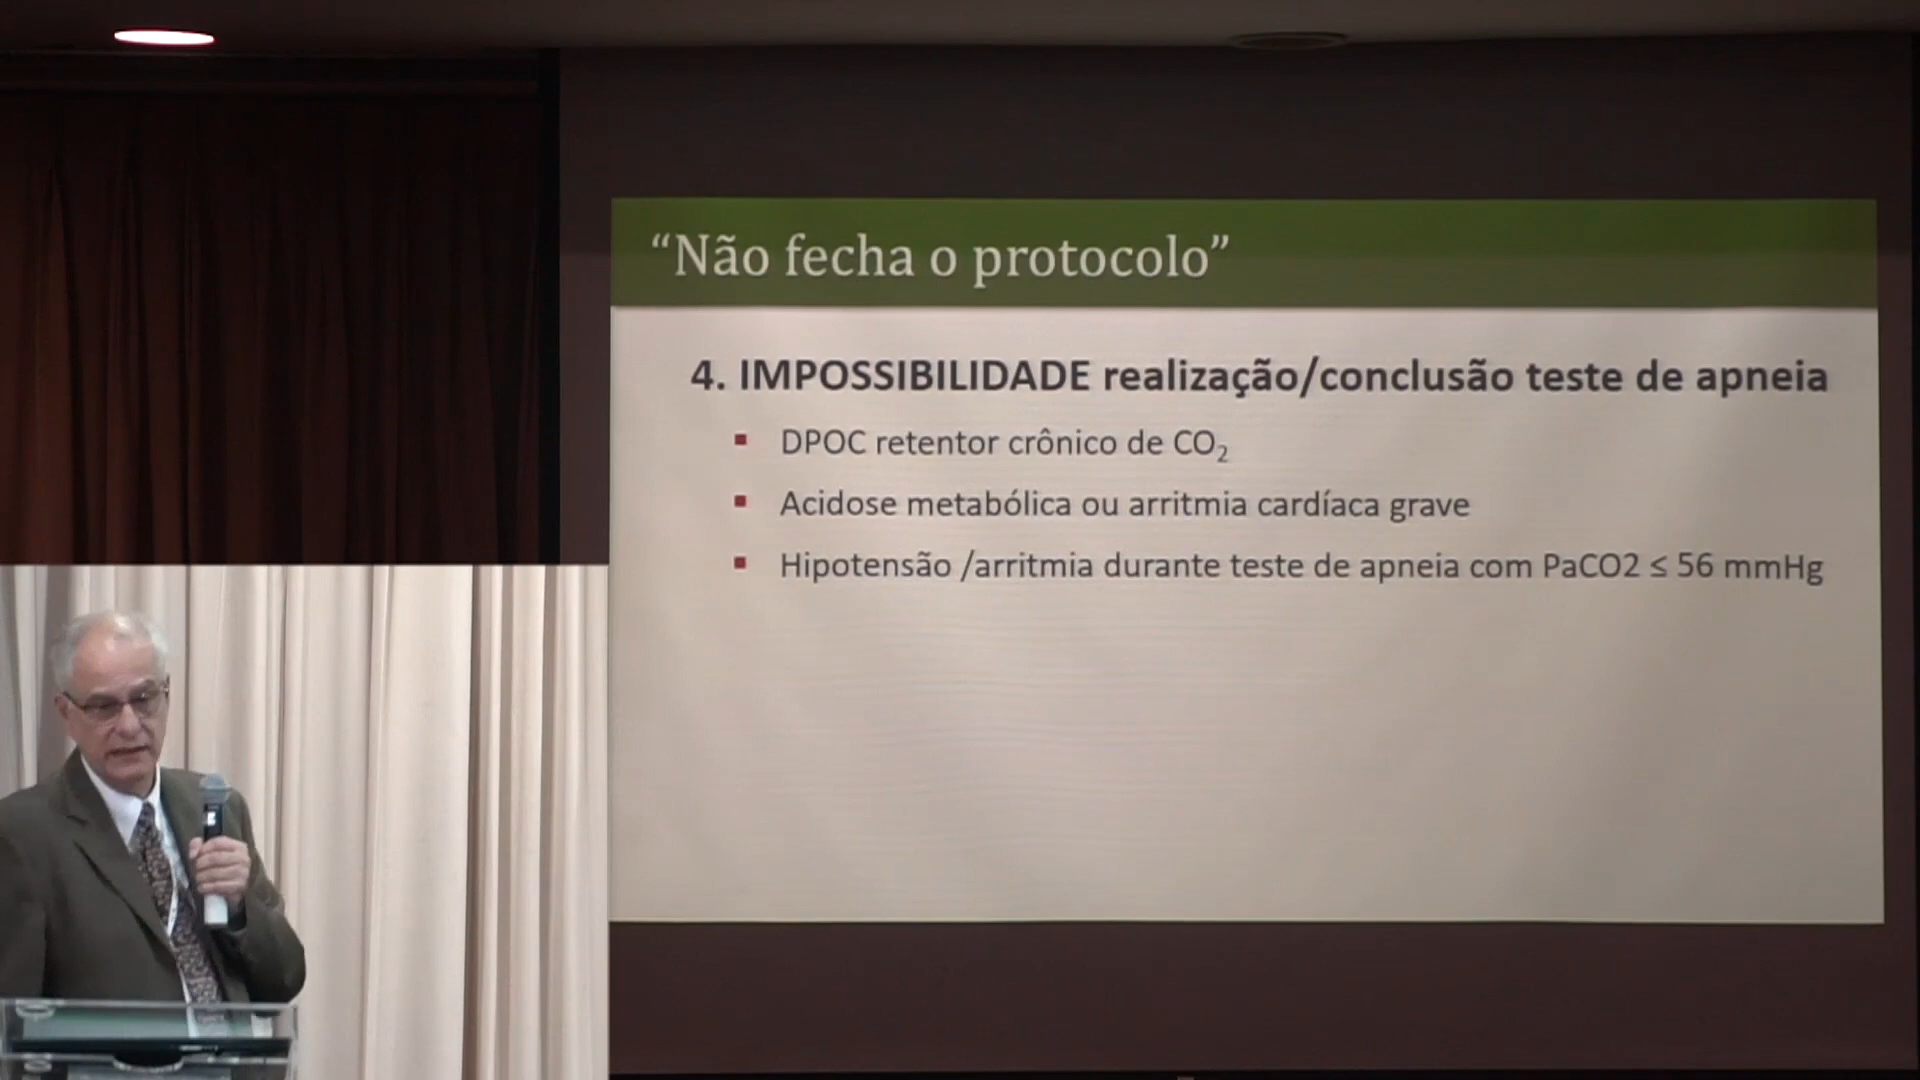 “Não fecha o protocolo”
4. IMPOSSIBILIDADE realização/conclusão teste de apneia
DPOC retentor crônico de CO₂
Acidose metabólica ou arritmia cardíaca grave
Hipotensão /arritmia durante teste de apneia com PaCO2 ≤ 56 mmHg